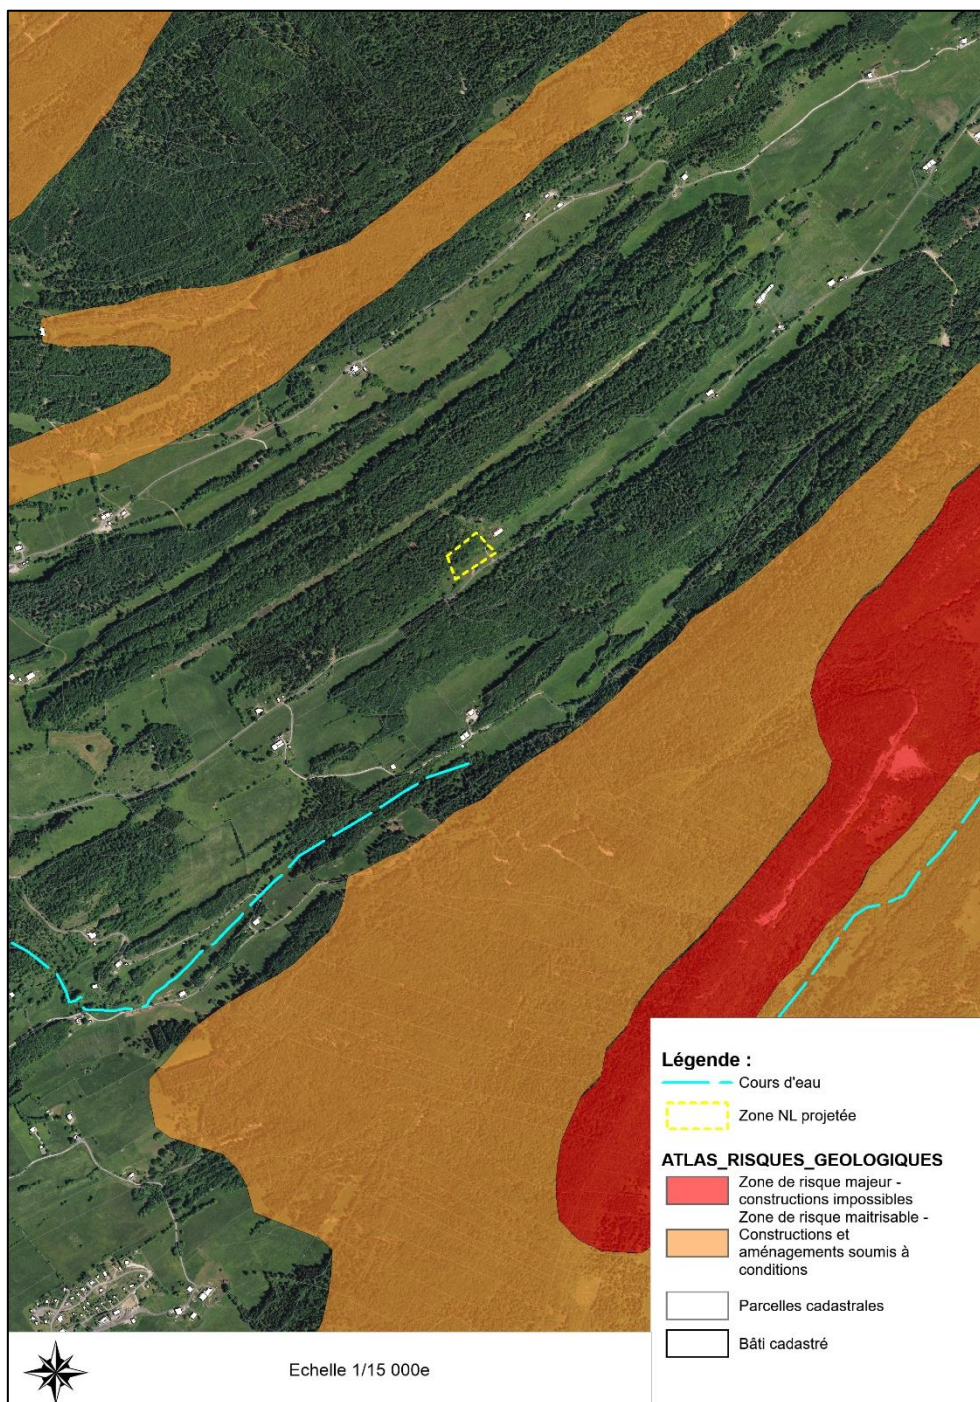 Légende :
Cours d'eau
Zone NL projetée
ATLAS_RISQUES_GEOLOGIQUES
Zone de risque majeur -
constructions impossibles
Zone de risque maitrisable -
Constructions et
aménagements soumis à
conditions
Parcelles cadastrales
Bâti cadastré
Echelle 1/15 000e